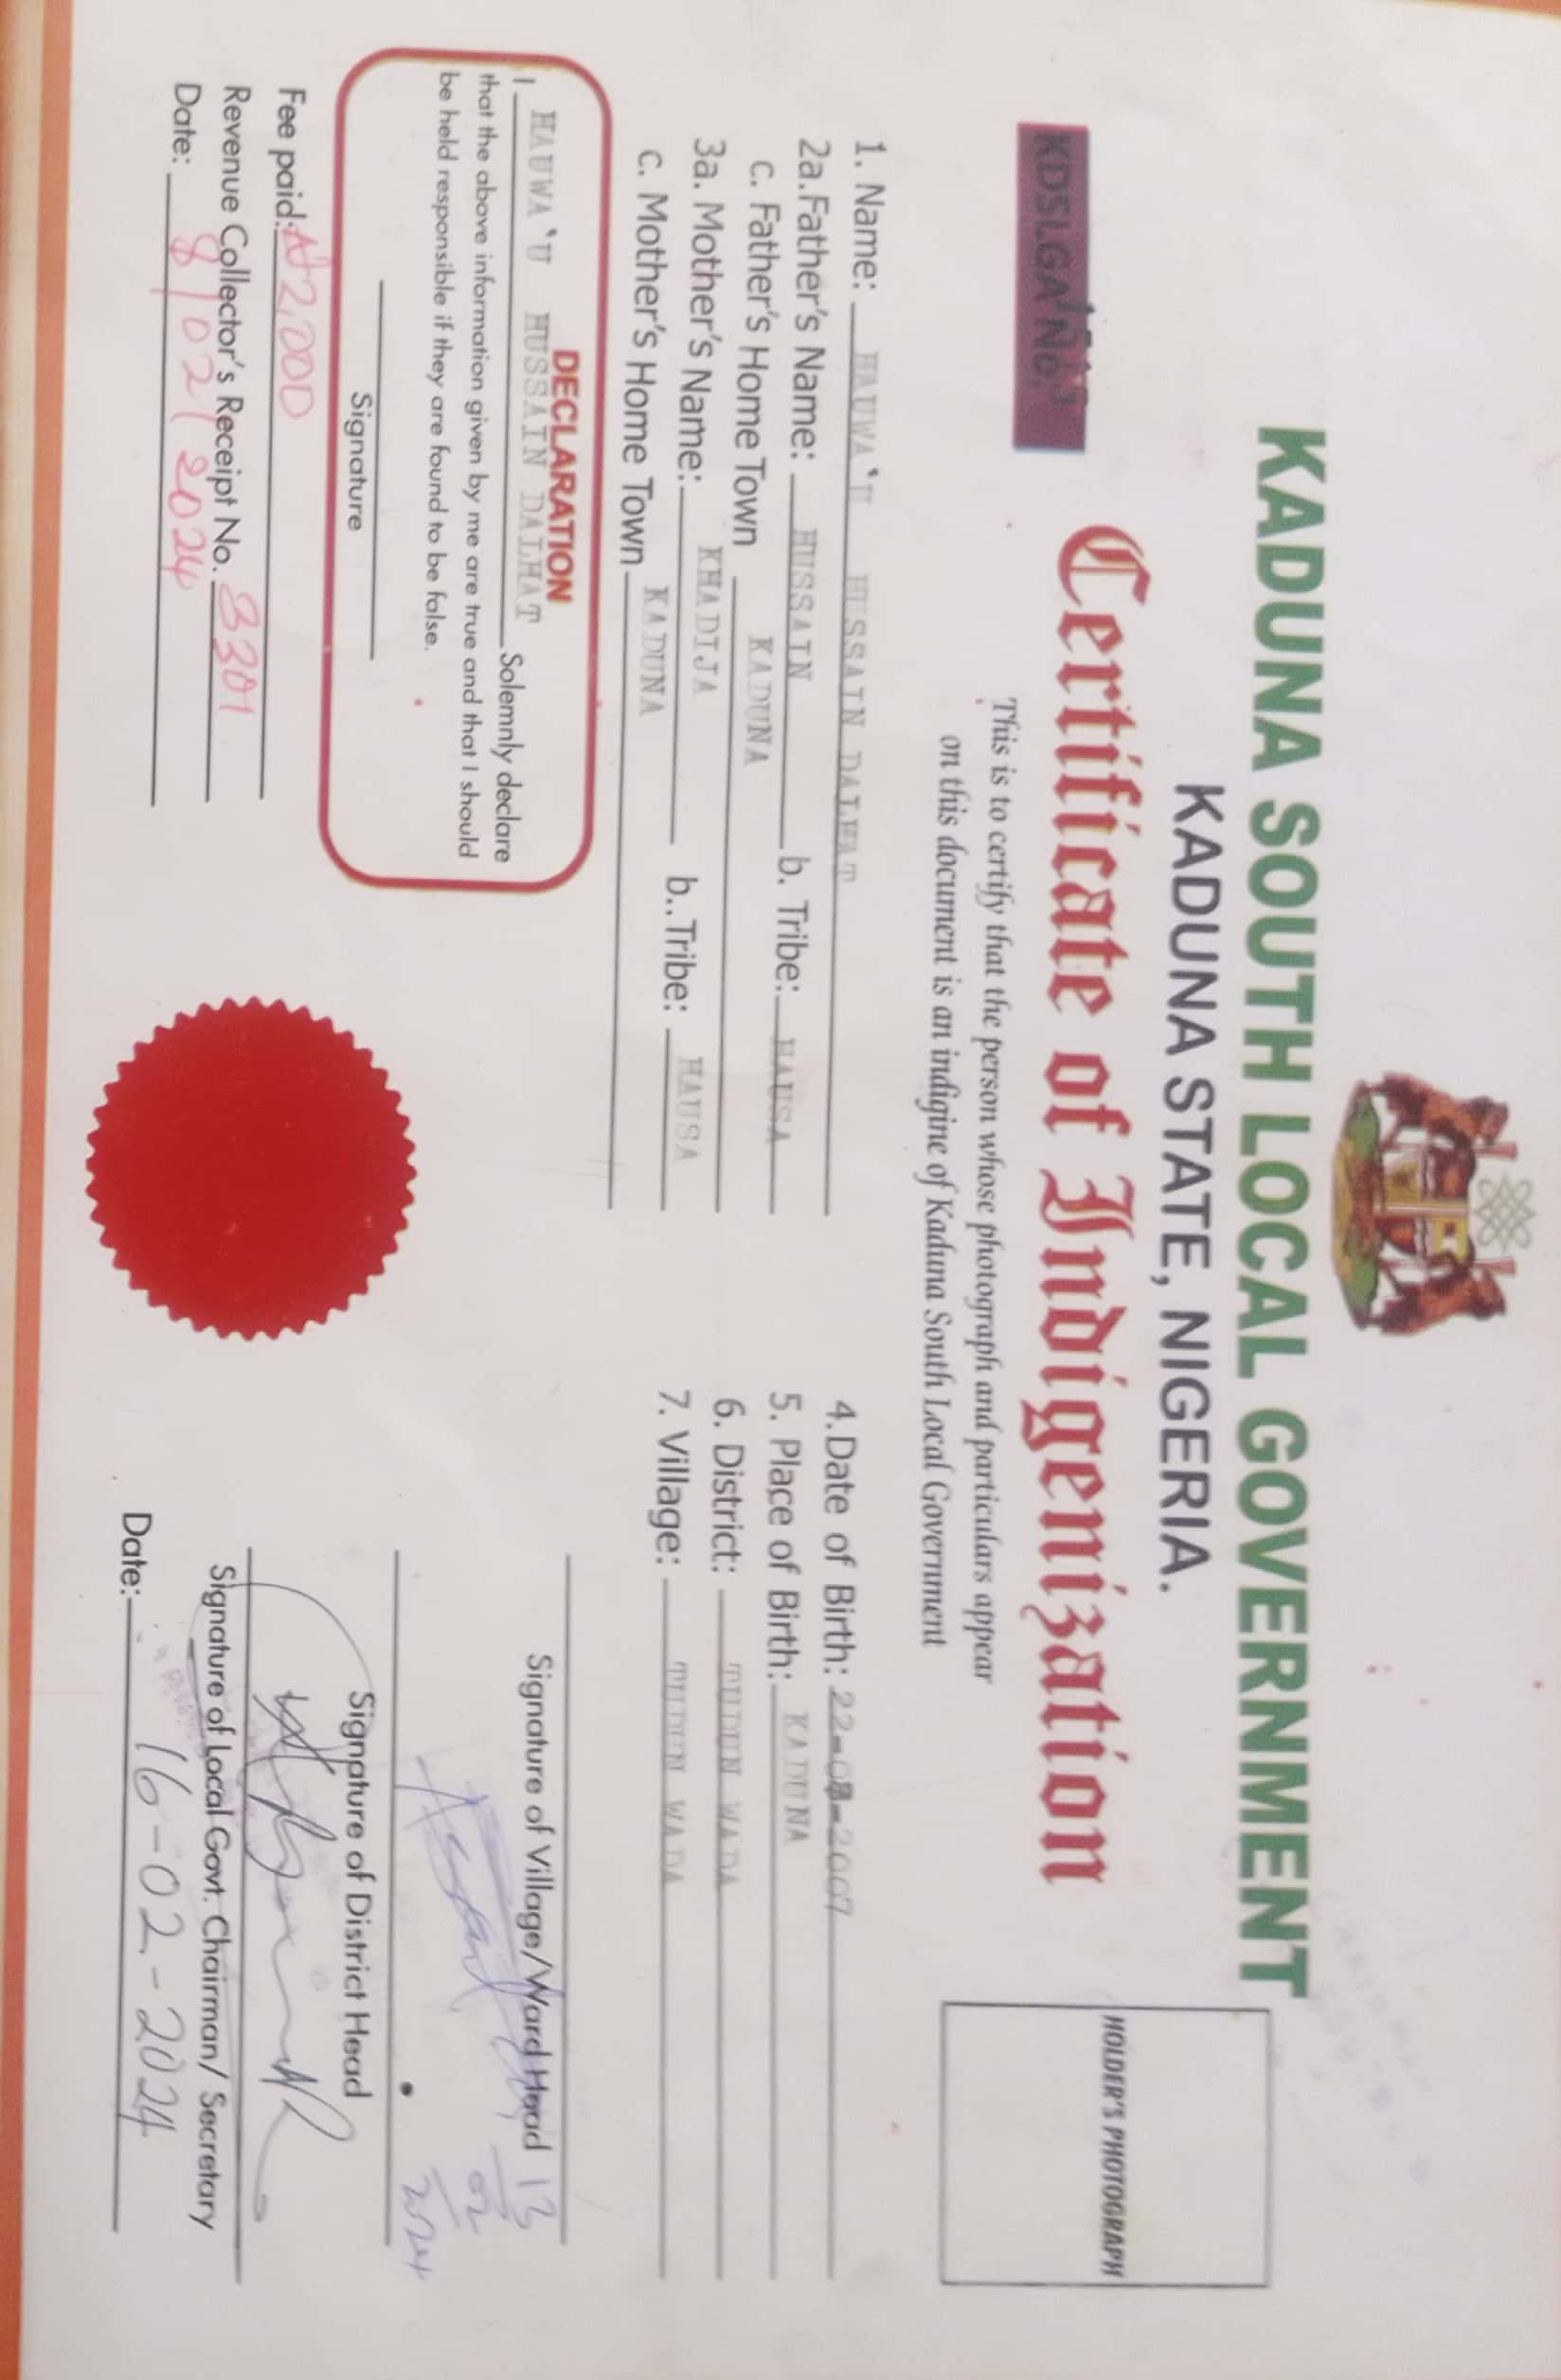 KADUNA SOUTH LOCAL GOVERNMENT
KADUNA STATE, NIGERIA.
Certificate of Indigenization
KDSLGA No.
HOLDER'S PHOTOGRAPH
This is to certify that the person whose photograph and particulars appear
on this document is an indigine of Kaduna South Local Government
1. Name: HAUWA'U HUSSAIN DALHAT
2a.Father's Name: HUSSAIN b. Tribe: HAUSA
c. Father's Home Town KADUNA
3a. Mother's Name: KHADIJA b..Tribe: HAUSA
c. Mother's Home Town KADUNA
4.Date of Birth: 22-08-2007
5. Place of Birth: KADUNA
6. District: TUDUN WADA
7. Village: TUDUN WADA
DECLARATION
I HAUWA'U HUSSAIN DALHAT Solemnly declare
that the above information given by me are true and that I should
be held responsible if they are found to be false.
Signature
Fee paid: ₦2,000
Revenue Collector's Receipt No. 3301
Date: 8/02/2024
Signature of Village/Ward Head 13/02/2024
Signature of District Head
Signature of Local Govt. Chairman/ Secretary
Date: 16-02-2024